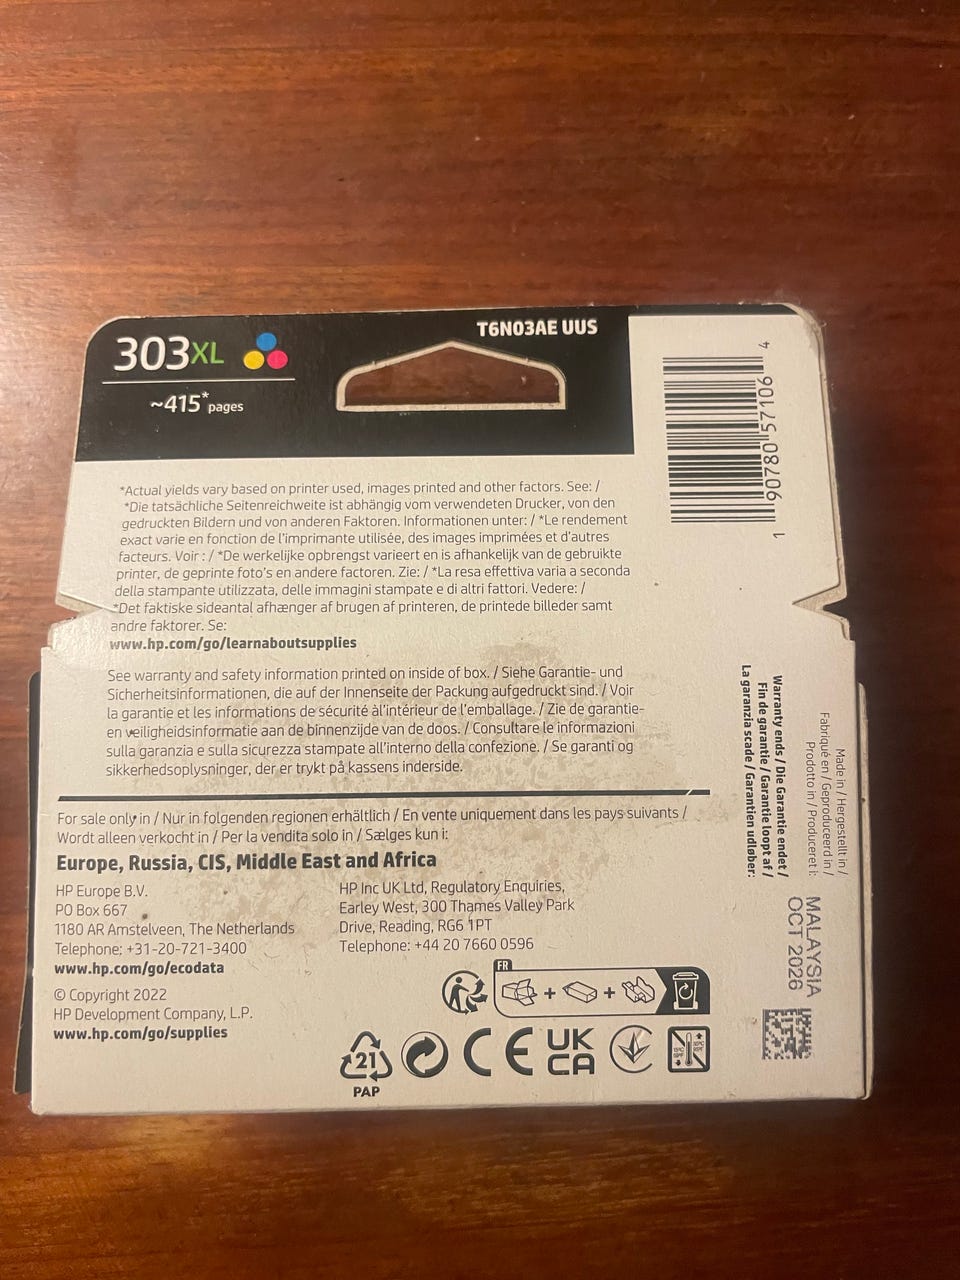 303XL
~415* pages
T6N03AE UUS
1 90780 57106 4
*Actual yields vary based on printer used, images printed and other factors. See: /
*Die tatsächliche Seitenreichweite ist abhängig vom verwendeten Drucker, von den
gedruckten Bildern und von anderen Faktoren. Informationen unter: / *Le rendement
exact varie en fonction de l'imprimante utilisée, des images imprimées et d'autres
facteurs. Voir : / *De werkelijke opbrengst varieert en is afhankelijk van de gebruikte
printer, de geprinte foto's en andere factoren. Zie: / *La resa effettiva varia a seconda
della stampante utilizzata, delle immagini stampate e di altri fattori. Vedere: /
*Det faktiske sideantal afhænger af brugen af printeren, de printede billeder samt
andre faktorer. Se:
www.hp.com/go/learnaboutsupplies
See warranty and safety information printed on inside of box. / Siehe Garantie- und
Sicherheitsinformationen, die auf der Innenseite der Packung aufgedruckt sind. / Voir
la garantie et les informations de sécurité àl'intérieur de l'emballage. / Zie de garantie-
en veiligheidsinformatie aan de binnenzijde van de doos. / Consultare le informazioni
sulla garanzia e sulla sicurezza stampate all'interno della confezione. / Se garanti og
sikkerhedsoplysninger, der er trykt på kassens inderside.
For sale only in / Nur in folgenden regionen erhältlich / En vente uniquement dans les pays suivants /
Wordt alleen verkocht in / Per la vendita solo in / Sælges kun i:
Europe, Russia, CIS, Middle East and Africa
HP Europe B.V.
PO Box 667
1180 AR Amstelveen, The Netherlands
Telephone: +31-20-721-3400
www.hp.com/go/ecodata
© Copyright 2022
HP Development Company, L.P.
www.hp.com/go/supplies
HP Inc UK Ltd, Regulatory Enquiries,
Earley West, 300 Thames Valley Park
Drive, Reading, RG6 1PT
Telephone: +44 20 7660 0596
FR
+ +
21
PAP
CE
UK
CA
Made in / Hergestellt in /
Fabriqué en / Geproduceerd in /
Prodotto in / Produceret i:
MALAYSIA
Warranty ends / Die Garantie endet /
Fin de garantie / Garantie loopt af /
La garanzia scade / Garantien udløber:
OCT 2026